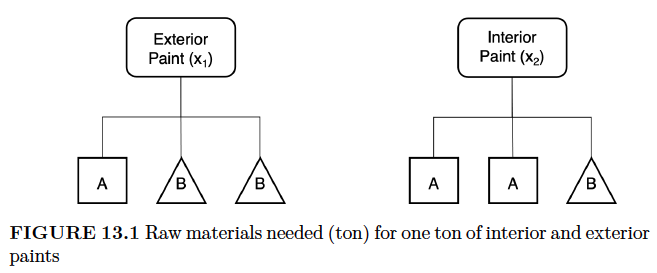 Exterior
Paint (x₁)
Interior
Paint (x₂)
A
B
B
A
A
B
FIGURE 13.1 Raw materials needed (ton) for one ton of interior and exterior
paints